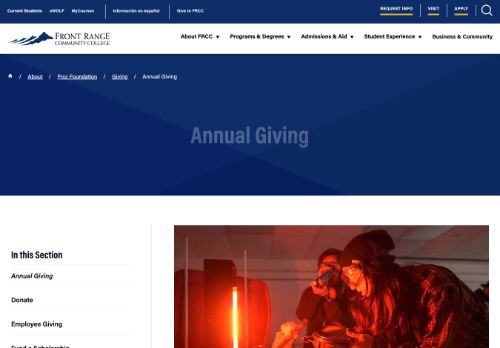 Current Students eWOLF MyCourses Información en español Give to FRCC REQUEST INFO VISIT APPLY
FRONT RANGE
COMMUNITY COLLEGE
About FRCC ▼ Programs & Degrees ▼ Admissions & Aid ▼ Student Experience ▼ Business & Community
/ About / Frcc Foundation / Giving / Annual Giving
Annual Giving
In this Section
Annual Giving
Donate
Employee Giving
Fund a Scholarship